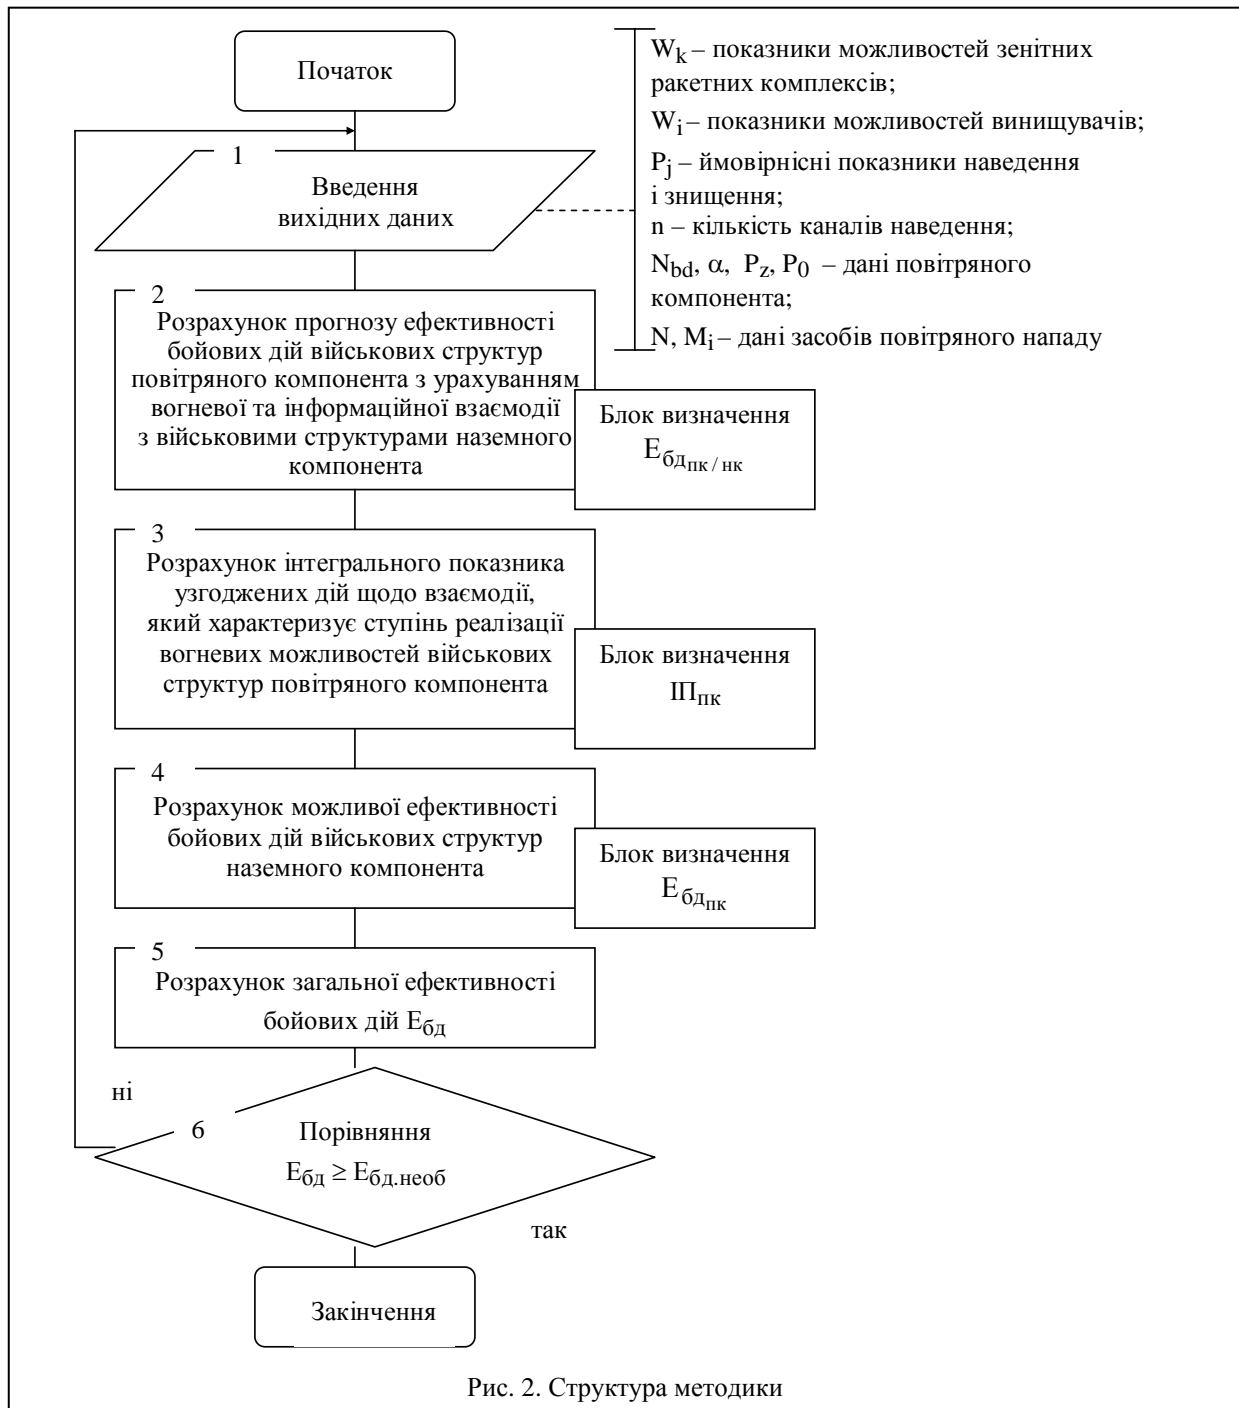 Початок
W_k – показники можливостей зенітних
ракетних комплексів;
W_i – показники можливостей винищувачів;
P_j – ймовірнісні показники наведення
і знищення;
n – кількість каналів наведення;
N_bd, α, P_z, P_0 – дані повітряного
компонента;
N, M_i – дані засобів повітряного нападу
1
Введення
вихідних даних
2
Розрахунок прогнозу ефективності
бойових дій військових структур
повітряного компонента з урахуванням
вогневої та інформаційної взаємодії
з військовими структурами наземного
компонента
Блок визначення
Е_бд_пк / нк
3
Розрахунок інтегрального показника
узгоджених дій щодо взаємодії,
який характеризує ступінь реалізації
вогневих можливостей військових
структур повітряного компонента
Блок визначення
ІП_пк
4
Розрахунок можливої ефективності
бойових дій військових структур
наземного компонента
Блок визначення
Е_бд_пк
5
Розрахунок загальної ефективності
бойових дій Е_бд
ні
6
Порівняння
Е_бд ≥ Е_бд.необ
так
Закінчення
Рис. 2. Структура методики